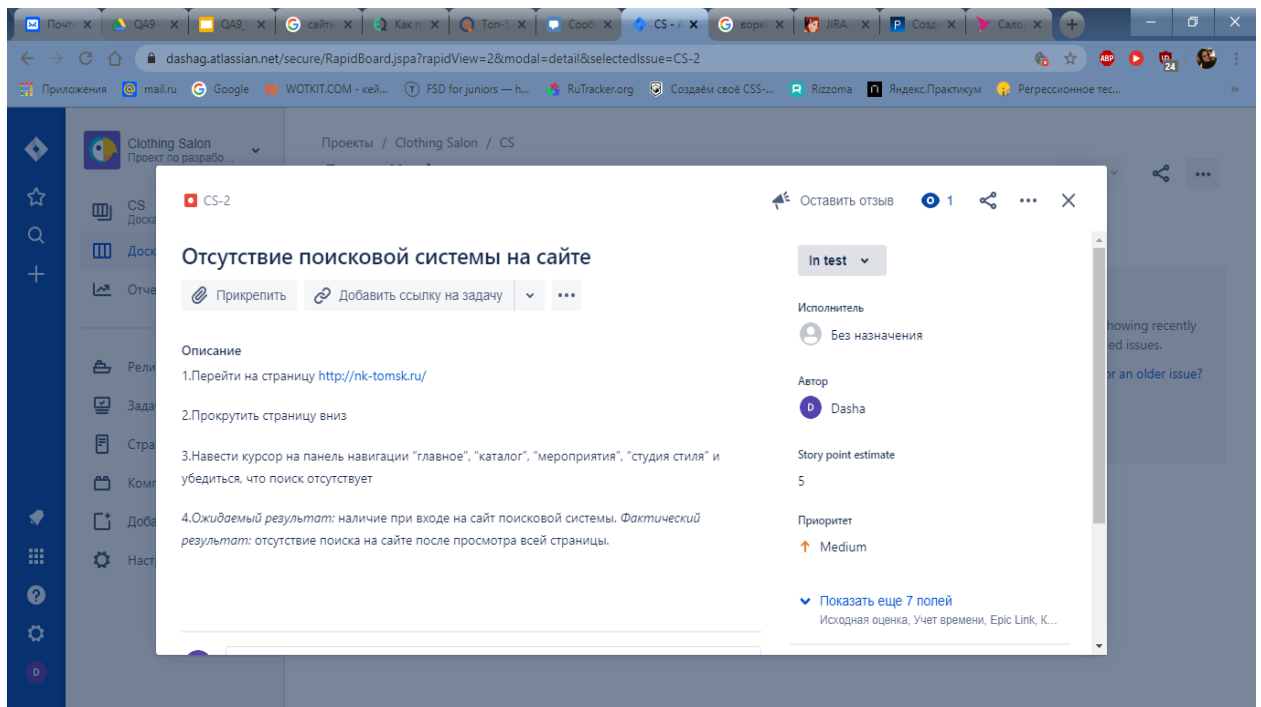 Почт
QA9 -
QA9_
сайть
Как п
Топ-
Сооб
CS - A
ворк
JIRA.
Созд
Сало
dashag.atlassian.net/secure/RapidBoard.jspa?rapidView=2&modal=detail&selectedIssue=CS-2
ABP
24
Приложения
mail.ru
Google
WOTKIT.COM - кей...
FSD for juniors — h...
RuTracker.org
Создаём своё CSS-...
Rizzoma
Яндекс.Практикум
Регрессионное тес...
Clothing Salon
Проект по разрабо...
Проекты / Clothing Salon / CS
CS
Доска
Доск
Отче
Рели
Зада
Стра
Комп
Доба
Наст
D
CS-2
Оставить отзыв
1
Отсутствие поисковой системы на сайте
Прикрепить
Добавить ссылку на задачу
Описание
1.Перейти на страницу http://nk-tomsk.ru/
2.Прокрутить страницу вниз
3.Навести курсор на панель навигации “главное”, “каталог”, “мероприятия”, “студия стиля” и
убедиться, что поиск отсутствует
4.Ожидаемый результат: наличие при входе на сайт поисковой системы. Фактический
результат: отсутствие поиска на сайте после просмотра всей страницы.
In test
Исполнитель
Без назначения
Автор
D Dasha
Story point estimate
5
Приоритет
Medium
Показать еще 7 полей
Исходная оценка, Учет времени, Epic Link, К...
howing recently
ed issues.
or an older issue?